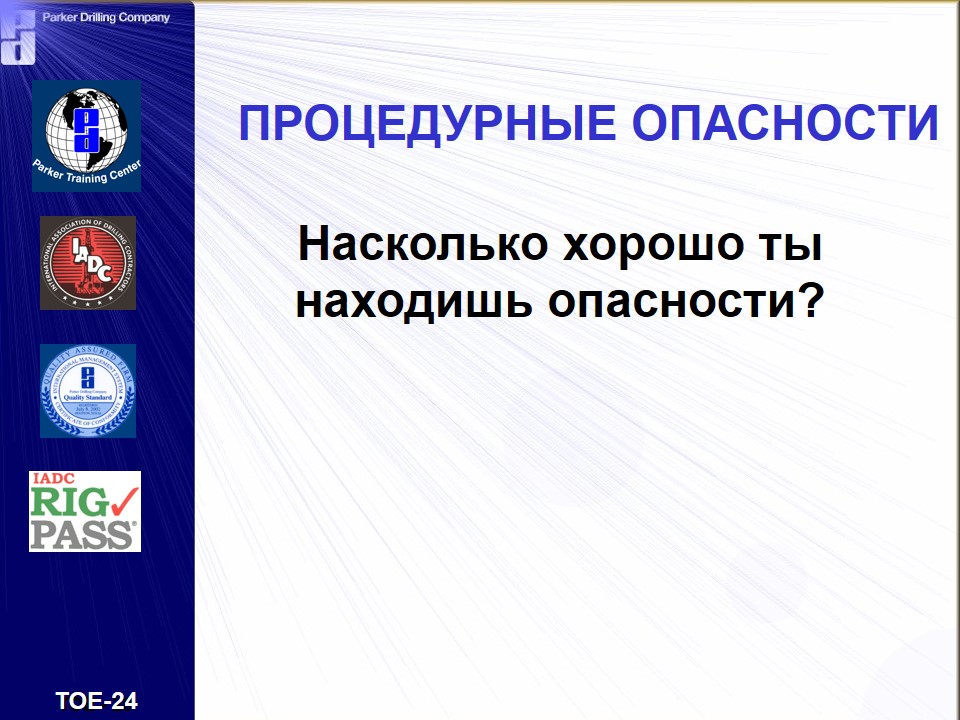 Parker Drilling Company
ПРОЦЕДУРНЫЕ ОПАСНОСТИ
Насколько хорошо ты
находишь опасности?
Parker Training Center
INTERNATIONAL ASSOCIATION OF DRILLING CONTRACTORS
IADC
QUALITY ASSURED FIRM
INTERNATIONAL MANAGEMENT SYSTEM
Parker Drilling Company
Quality Standard
CERTIFICATE OF CONFORMITY
IADC
RIG
PASS®
TOE-24